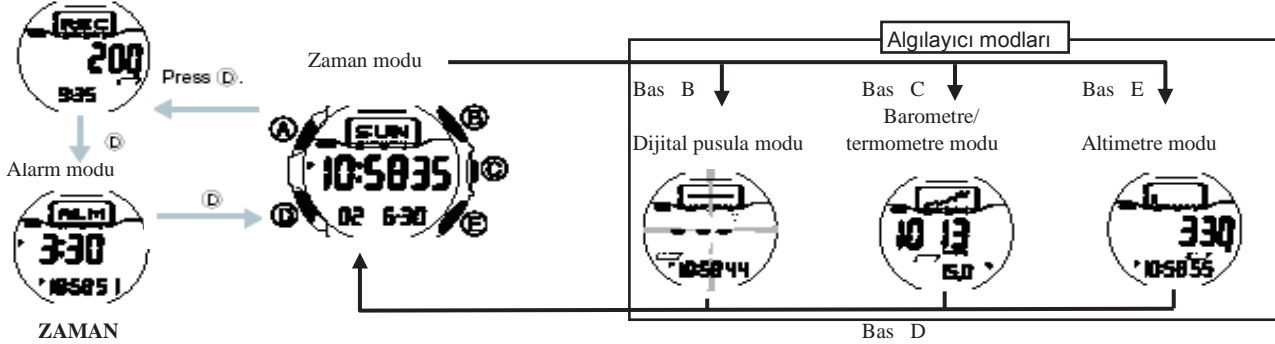 REC
200
9:35
Press D.
D
Alarm modu
ALM
3:30
10:58 51
D
ZAMAN
Zaman modu
A
B
C
D
E
SUN
10:58 35
02 6-30
Algılayıcı modları
Bas B
Dijital pusula modu
- - -
10:58 44
Bas C
Barometre/
termometre modu
10 13
15.0
Bas E
Altimetre modu
330
10:58 55
Bas D